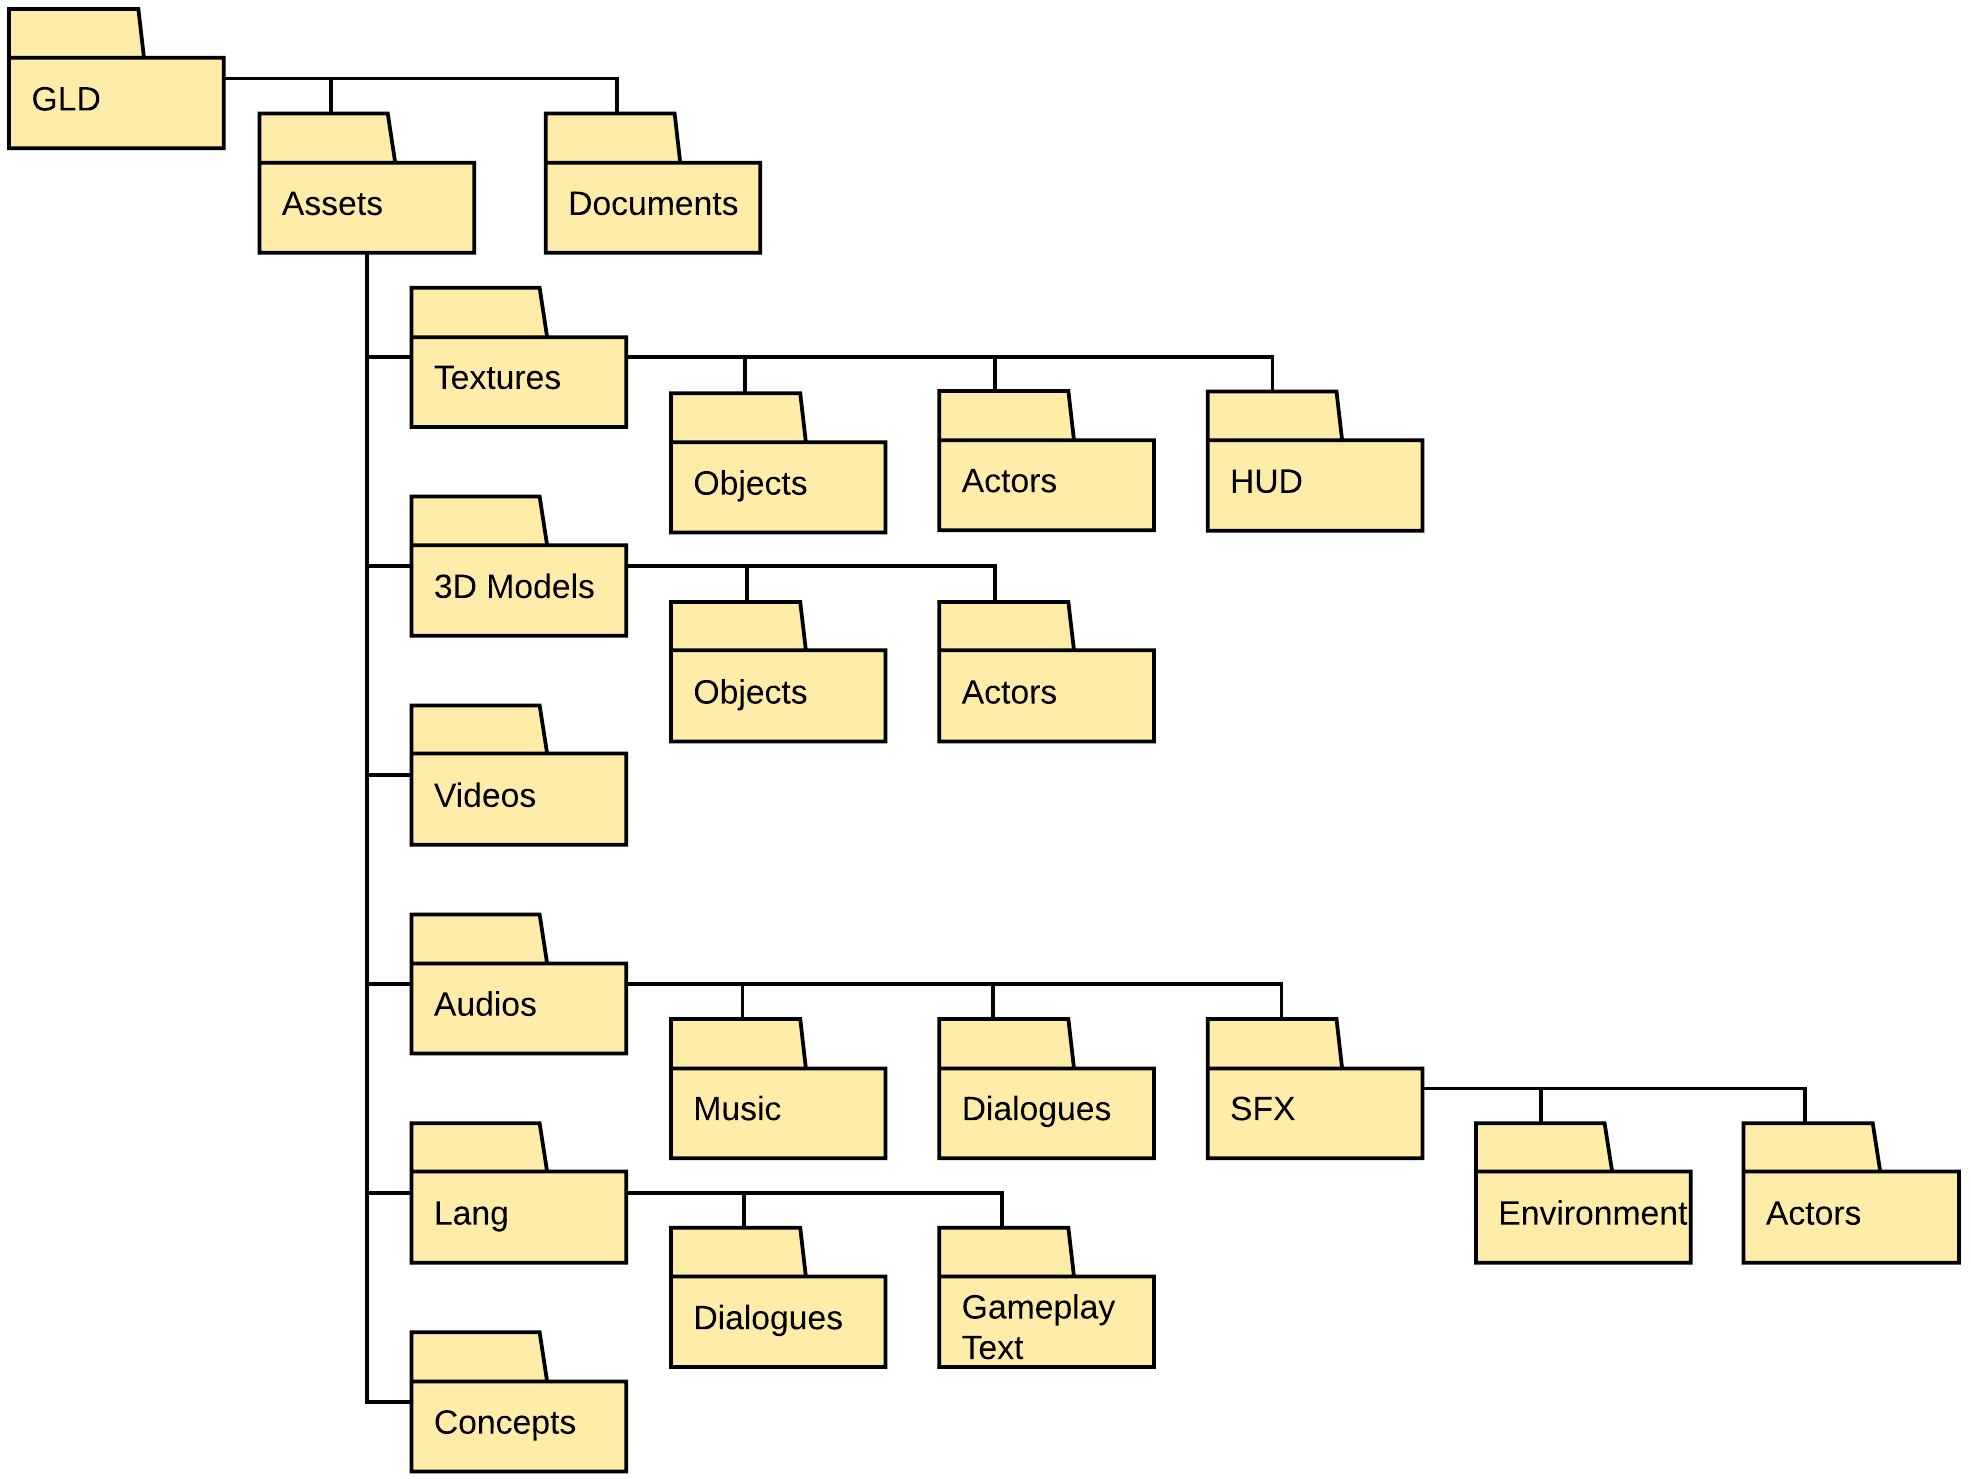 GLD
Assets
Documents
Textures
Objects
Actors
HUD
3D Models
Objects
Actors
Videos
Audios
Music
Dialogues
SFX
Environment
Actors
Lang
Dialogues
Gameplay
Text
Concepts